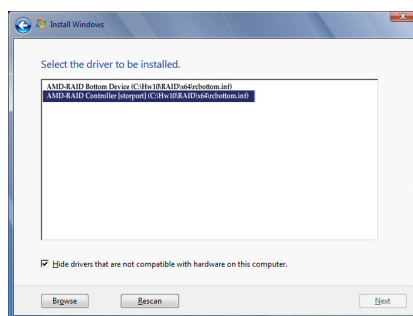 Install Windows
Select the driver to be installed.
AMD-RAID Bottom Device (C:\Hw10\RAID\x64\rcbottom.inf)
AMD-RAID Controller [storport] (C:\Hw10\RAID\x64\rcbottom.inf)
Hide drivers that are not compatible with hardware on this computer.
Browse Rescan Next